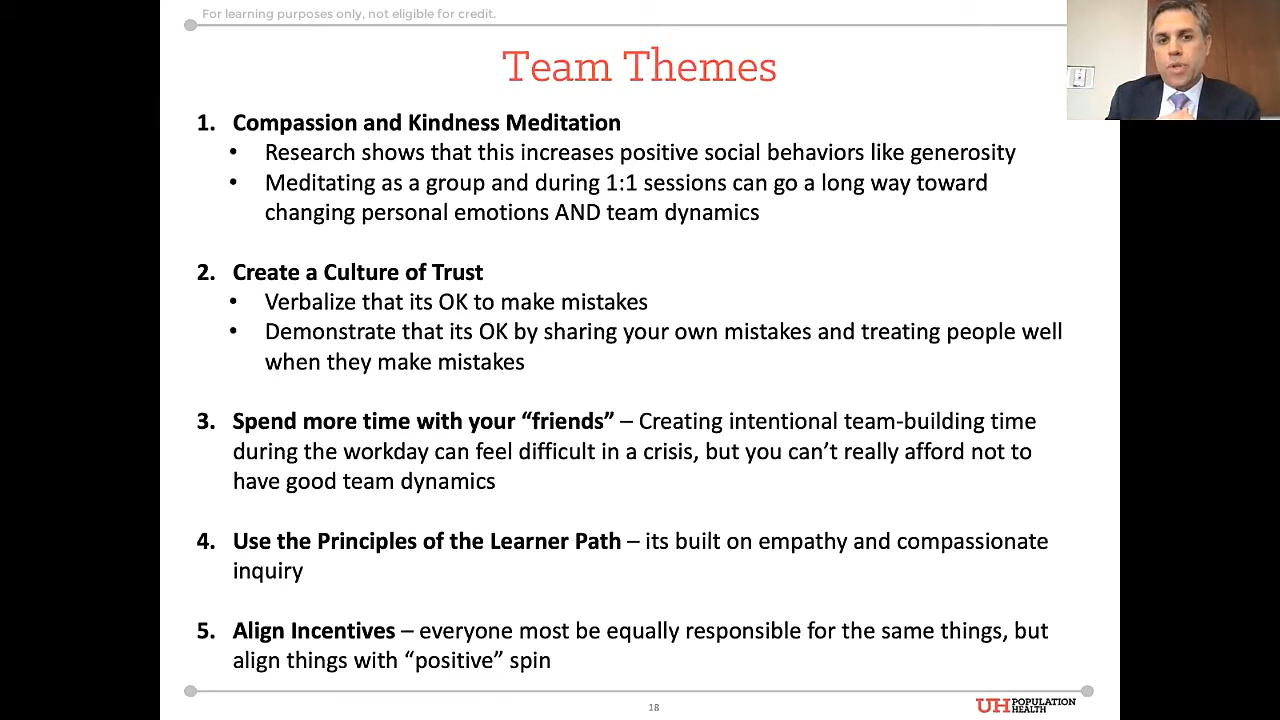 For learning purposes only, not eligible for credit.
Team Themes
1. Compassion and Kindness Meditation
• Research shows that this increases positive social behaviors like generosity
• Meditating as a group and during 1:1 sessions can go a long way toward
changing personal emotions AND team dynamics
2. Create a Culture of Trust
• Verbalize that its OK to make mistakes
• Demonstrate that its OK by sharing your own mistakes and treating people well
when they make mistakes
3. Spend more time with your “friends” – Creating intentional team-building time
during the workday can feel difficult in a crisis, but you can’t really afford not to
have good team dynamics
4. Use the Principles of the Learner Path – its built on empathy and compassionate
inquiry
5. Align Incentives – everyone most be equally responsible for the same things, but
align things with “positive” spin
18
UH POPULATION
HEALTH